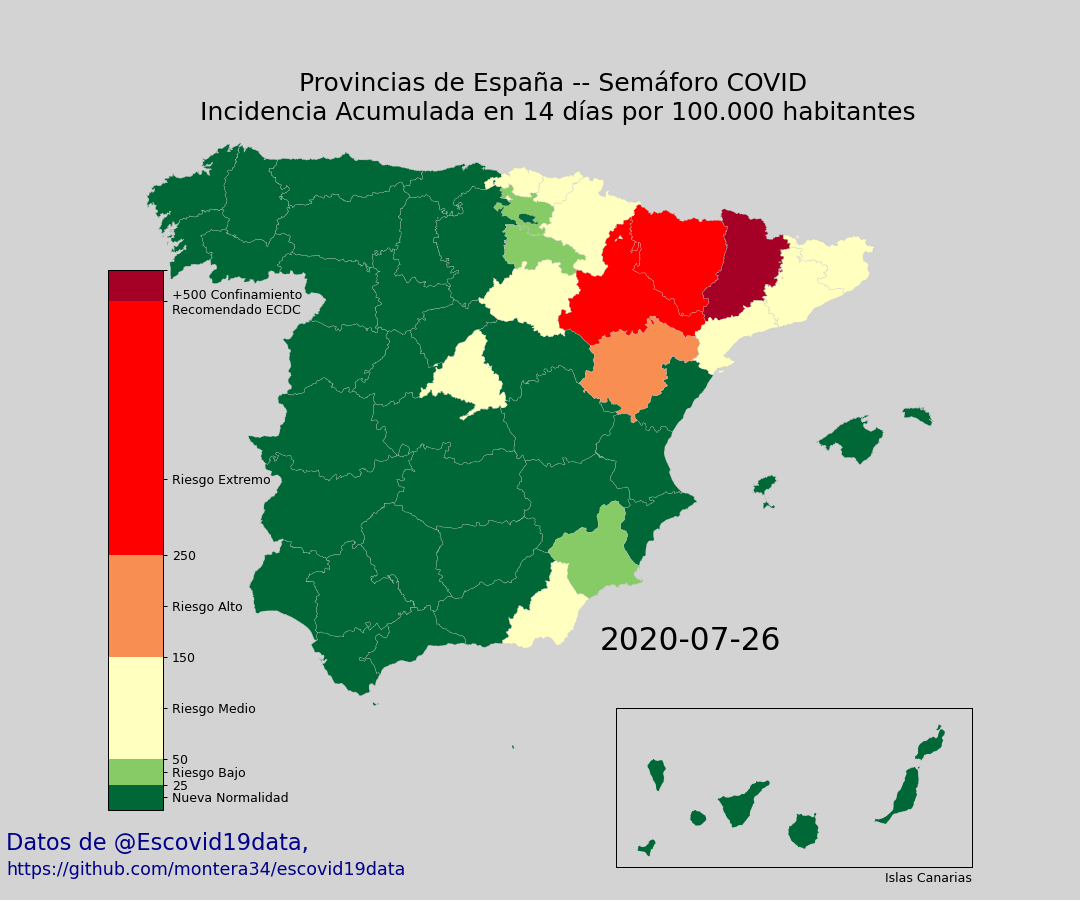 Provincias de España -- Semáforo COVID
Incidencia Acumulada en 14 días por 100.000 habitantes
+500 Confinamiento
Recomendado ECDC
Riesgo Extremo
250
Riesgo Alto
150
Riesgo Medio
50
Riesgo Bajo
25
Nueva Normalidad
2020-07-26
Islas Canarias
Datos de @Escovid19data,
https://github.com/montera34/escovid19data